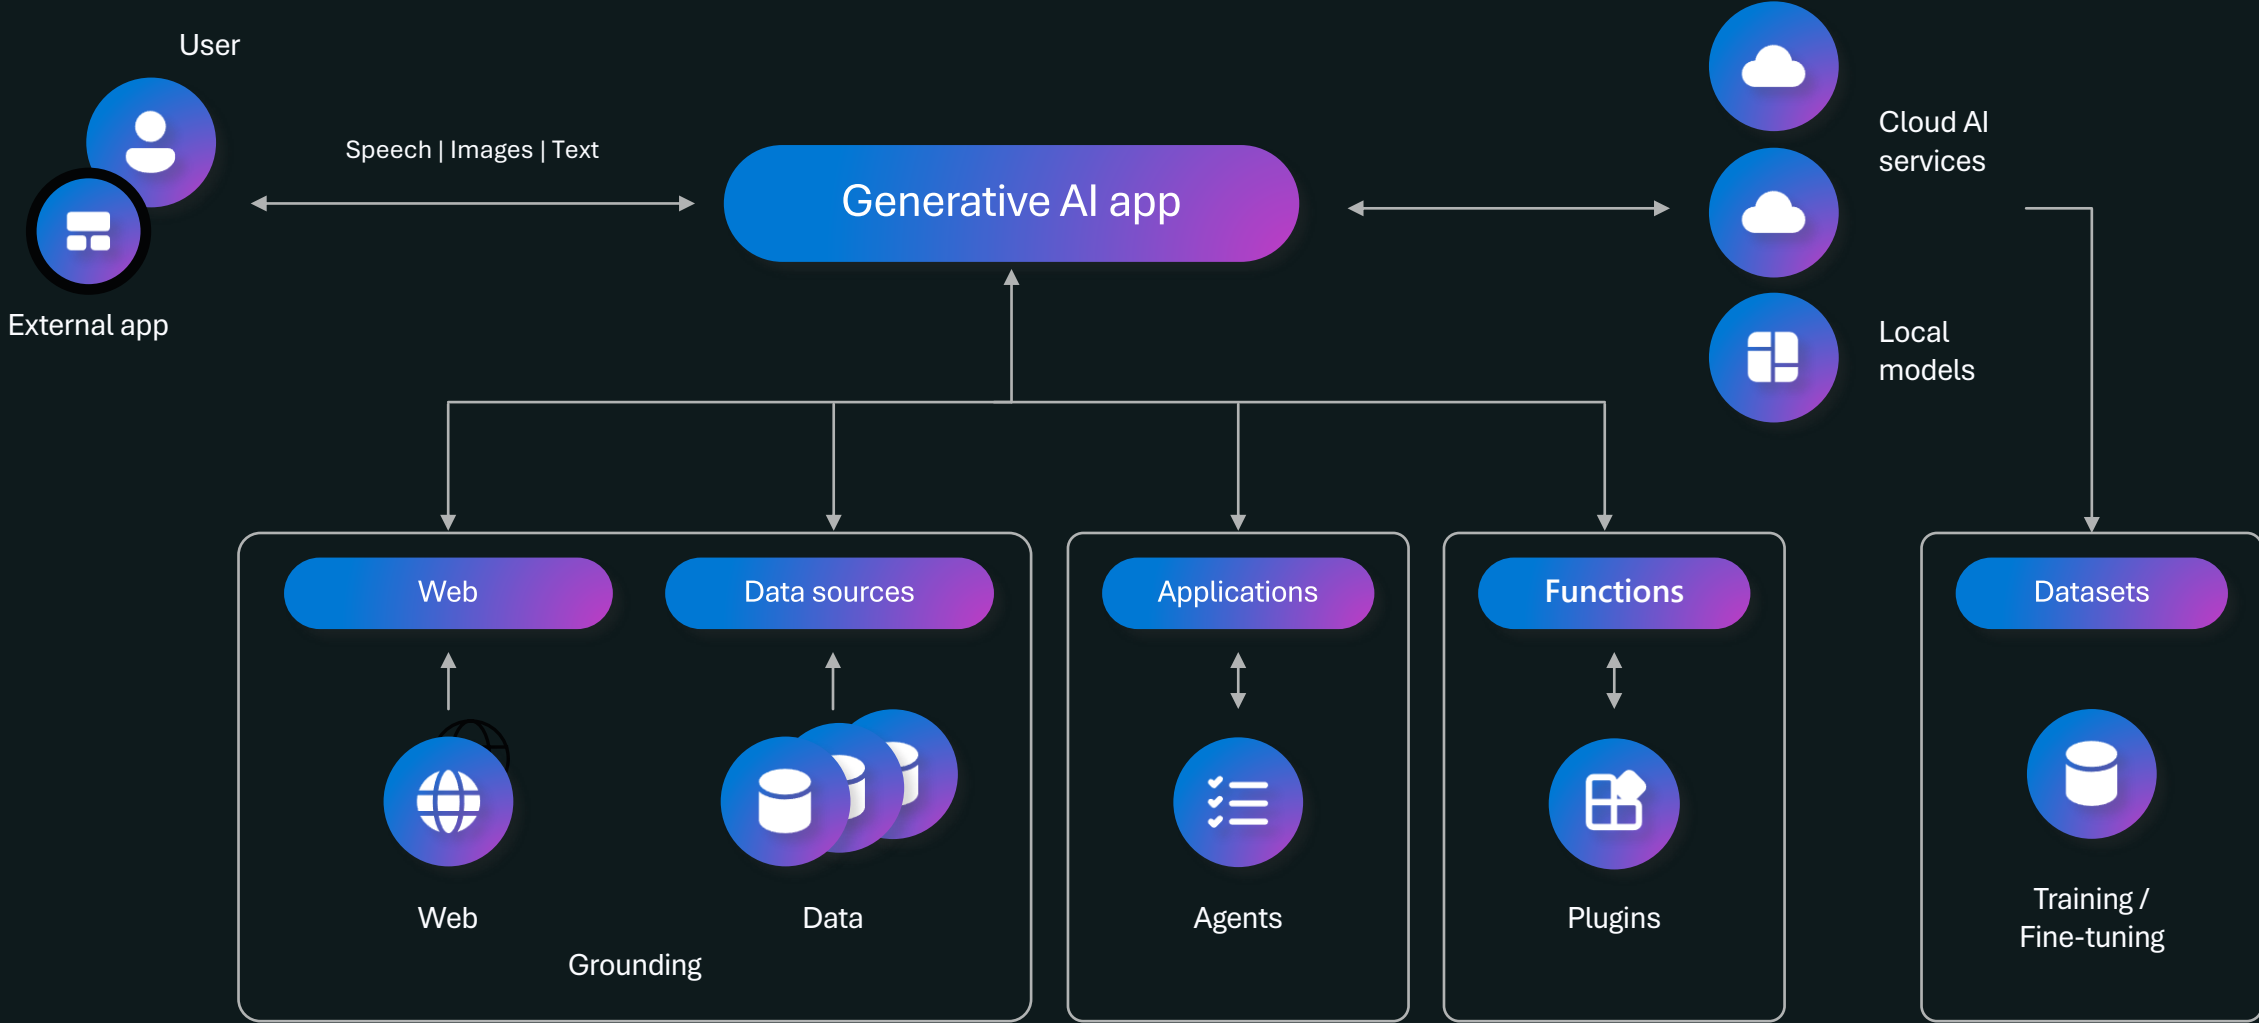 User
Speech | Images | Text
External app
Generative AI app
Cloud AI
services
Local
models
Web
Data sources
Applications
Functions
Datasets
Web
Data
Grounding
Agents
Plugins
Training /
Fine-tuning